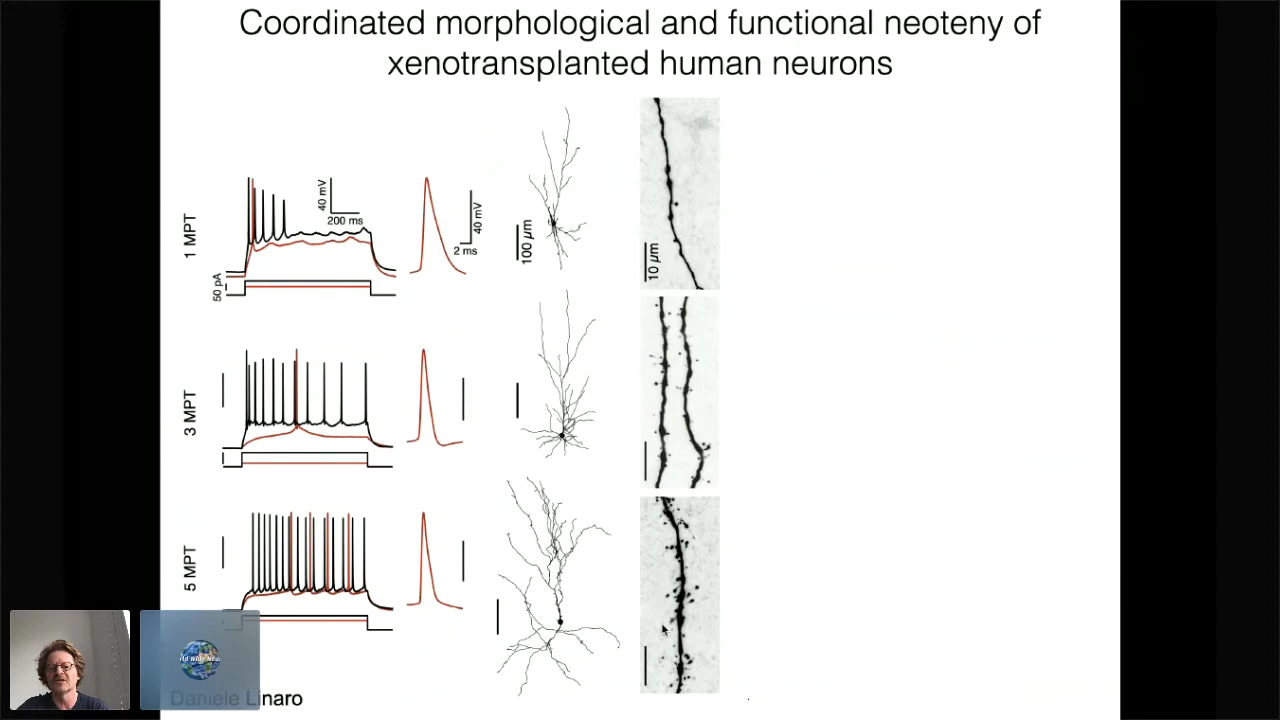 Coordinated morphological and functional neoteny of
xenotransplanted human neurons
1 MPT
50 pA
40 mV
200 ms
40 mV
2 ms
100 µm
10 µm
3 MPT
5 MPT
Daniele Linaro